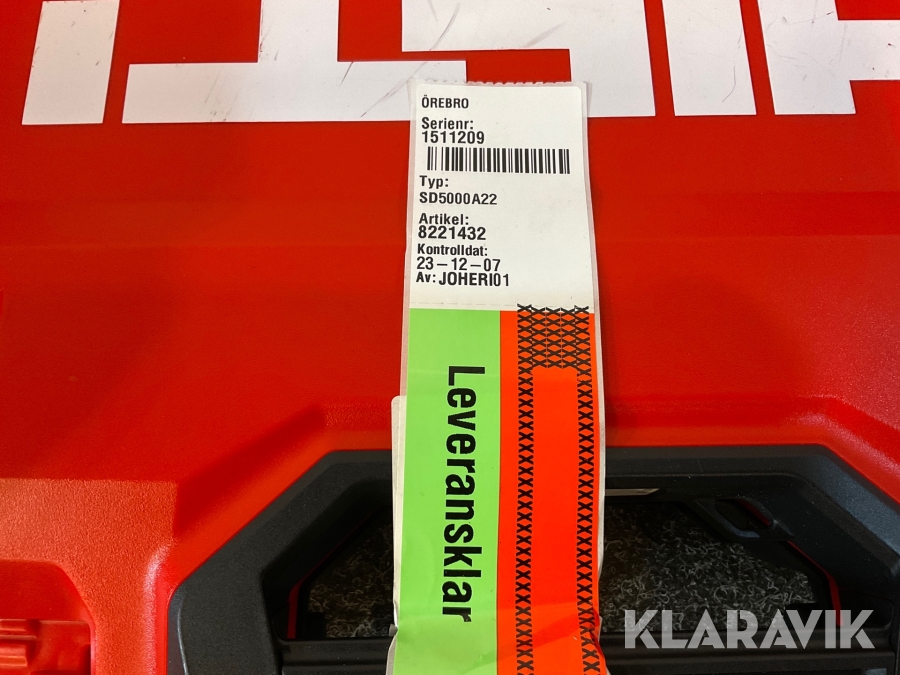 ÖREBRO
Serienr:
1511209
Typ:
SD5000A22
Artikel:
8221432
Kontrolldat:
23-12-07
Av: JOHERI01
Leveransklar
KLARAVIK